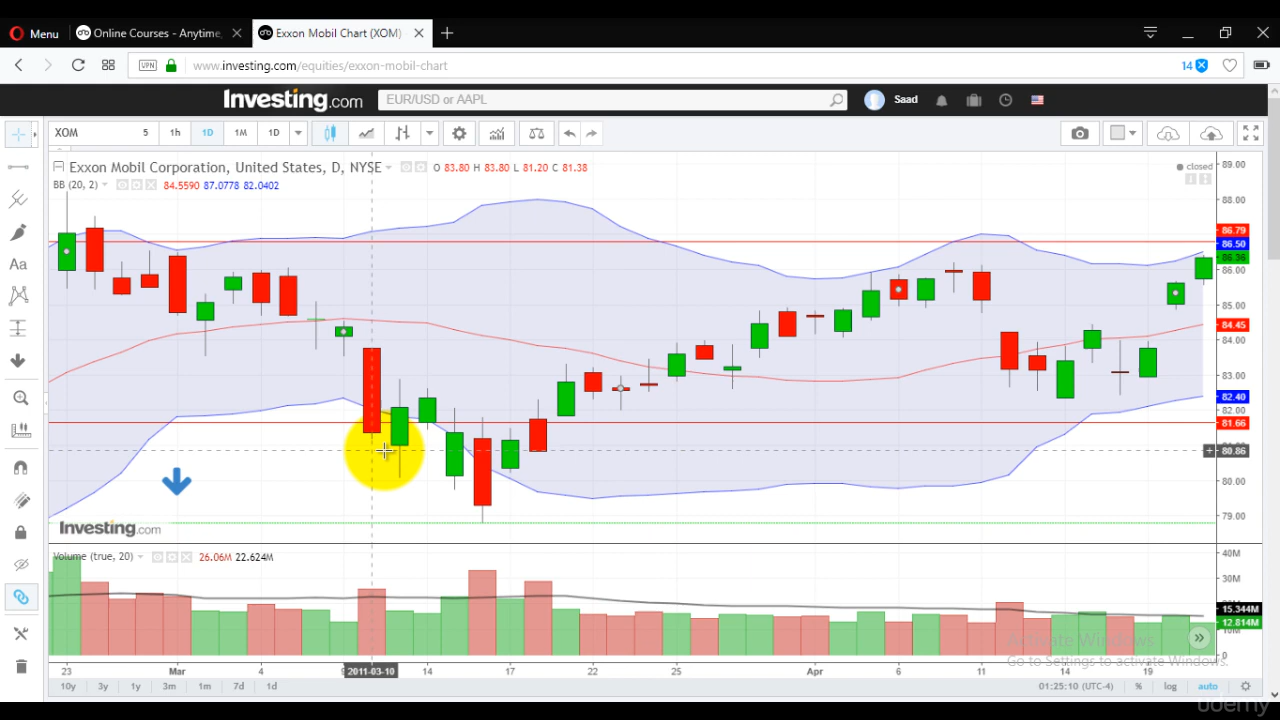 Menu Online Courses - Anytime, Exxon Mobil Chart (XOM)
VPN www.investing.com/equities/exxon-mobil-chart 14
Investing.com EUR/USD or AAPL Saad
XOM 5 1h 1D 1M 1D
Exxon Mobil Corporation, United States, D, NYSE O 83.80 H 83.80 L 81.20 C 81.38 closed
BB (20, 2) 84.5590 87.0778 82.0402
Aa
89.00
88.00
86.79
86.50
86.36
86.00
85.00
84.45
84.00
83.00
82.40
82.00
81.66
80.86
80.00
79.00
Investing.com
Volume (true, 20) 26.06M 22.624M
40M
30M
15.344M
12.814M
10M
0
Activate Windows
Go to Settings to activate Windows.
23 Mar 4 2011-03-10 14 17 22 25 Apr 6 11 14 19
10y 3y 1y 3m 1m 7d 1d 01:25:10 (UTC-4) % log auto
udemy